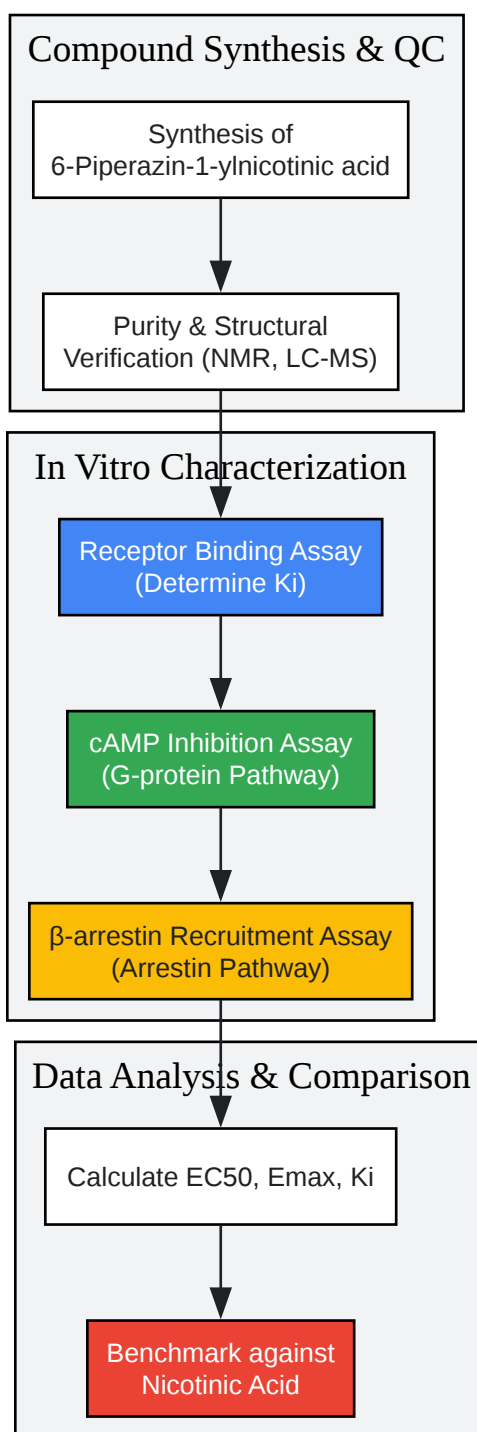 Compound Synthesis & QC
Synthesis of
6-Piperazin-1-ylnicotinic acid
Purity & Structural
Verification (NMR, LC-MS)
In Vitro Characterization
Receptor Binding Assay
(Determine Ki)
cAMP Inhibition Assay
(G-protein Pathway)
β-arrestin Recruitment Assay
(Arrestin Pathway)
Data Analysis & Comparison
Calculate EC50, Emax, Ki
Benchmark against
Nicotinic Acid